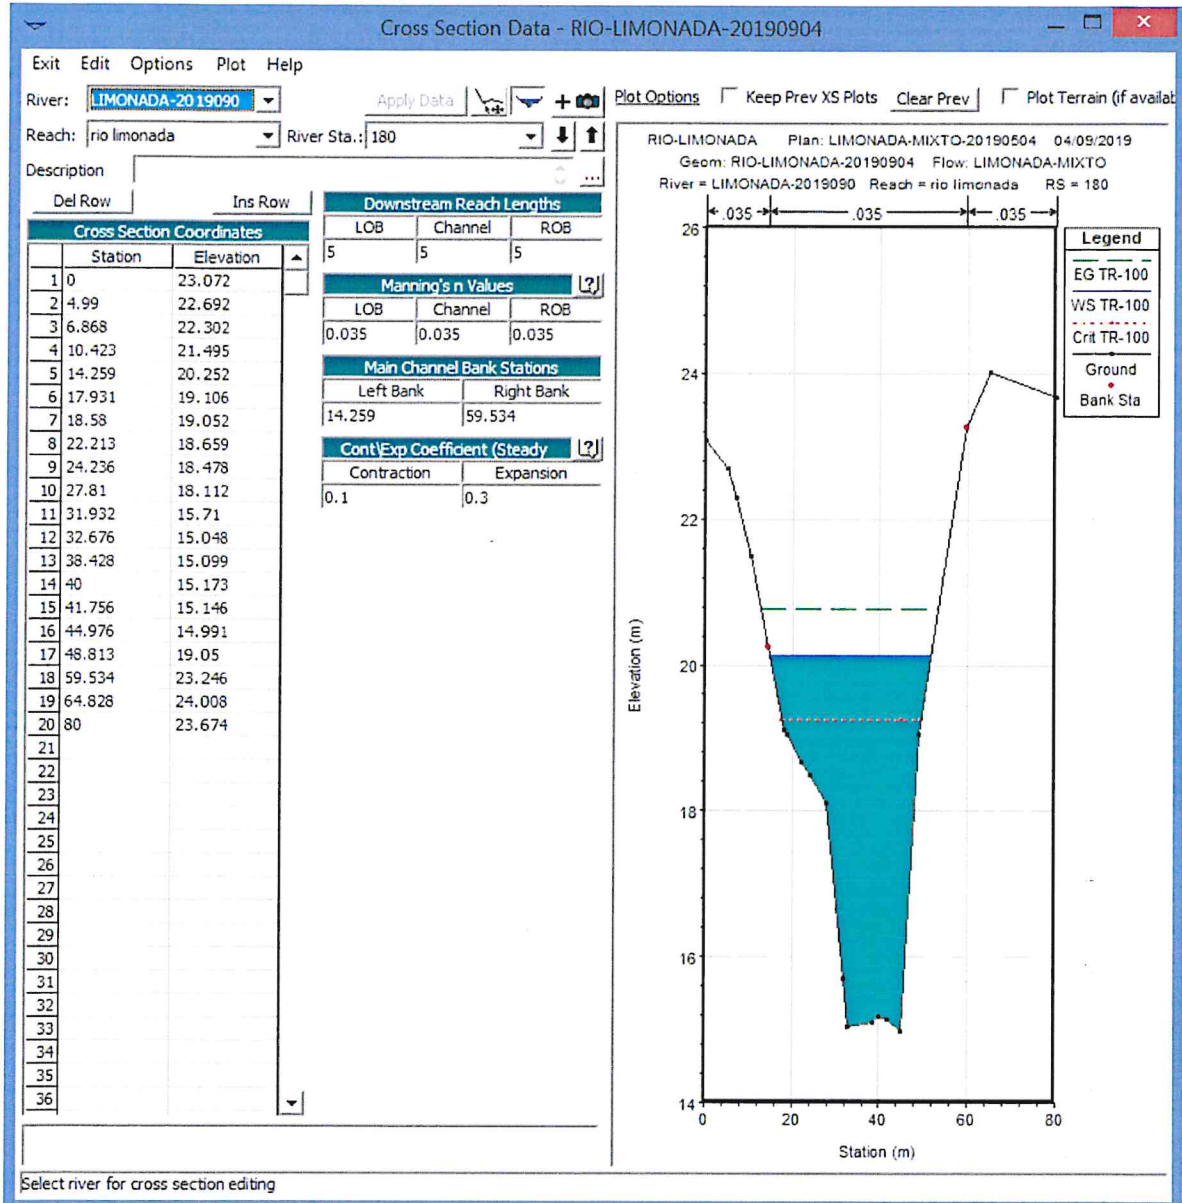 Cross Section Data - RIO-LIMONADA-20190904
Exit Edit Options Plot Help
River: LIMONADA-2019090 Apply Data
Reach: rio limonada River Sta.: 180
Description ...
Del Row Ins Row
Cross Section Coordinates
Station Elevation
1 0 23.072
2 4.99 22.692
3 6.868 22.302
4 10.423 21.495
5 14.259 20.252
6 17.931 19.106
7 18.58 19.052
8 22.213 18.659
9 24.236 18.478
10 27.81 18.112
11 31.932 15.71
12 32.676 15.048
13 38.428 15.099
14 40 15.173
15 41.756 15.146
16 44.976 14.991
17 48.813 19.05
18 59.534 23.246
19 64.828 24.008
20 80 23.674
21
22
23
24
25
26
27
28
29
30
31
32
33
34
35
36
Downstream Reach Lengths
LOB Channel ROB
5 5 5
Manning's n Values ?
LOB Channel ROB
0.035 0.035 0.035
Main Channel Bank Stations
Left Bank Right Bank
14.259 59.534
Cont\Exp Coefficient (Steady ?
Contraction Expansion
0.1 0.3
Plot Options Keep Prev XS Plots Clear Prev Plot Terrain (if availab
RIO-LIMONADA Plan: LIMONADA-MIXTO-20190504 04/09/2019
Geom: RIO-LIMONADA-20190904 Flow: LIMONADA-MIXTO
River = LIMONADA-2019090 Reach = rio limonada RS = 180
.035 .035 .035
26
24
22
20
18
16
14
Elevation (m)
0 20 40 60 80
Station (m)
Legend
EG TR-100
WS TR-100
Crit TR-100
Ground
Bank Sta
Select river for cross section editing